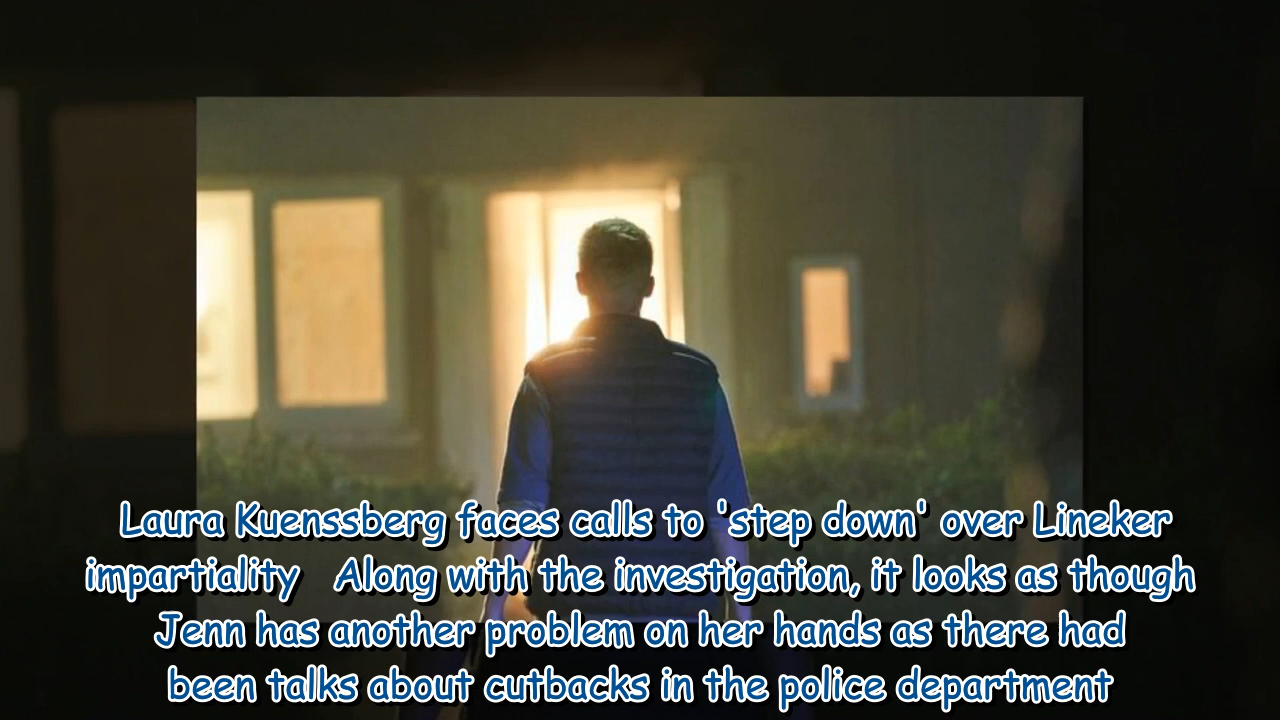 Laura Kuenssberg faces calls to 'step down' over Lineker
impartiality   Along with the investigation, it looks as though
Jenn has another problem on her hands as there had
been talks about cutbacks in the police department